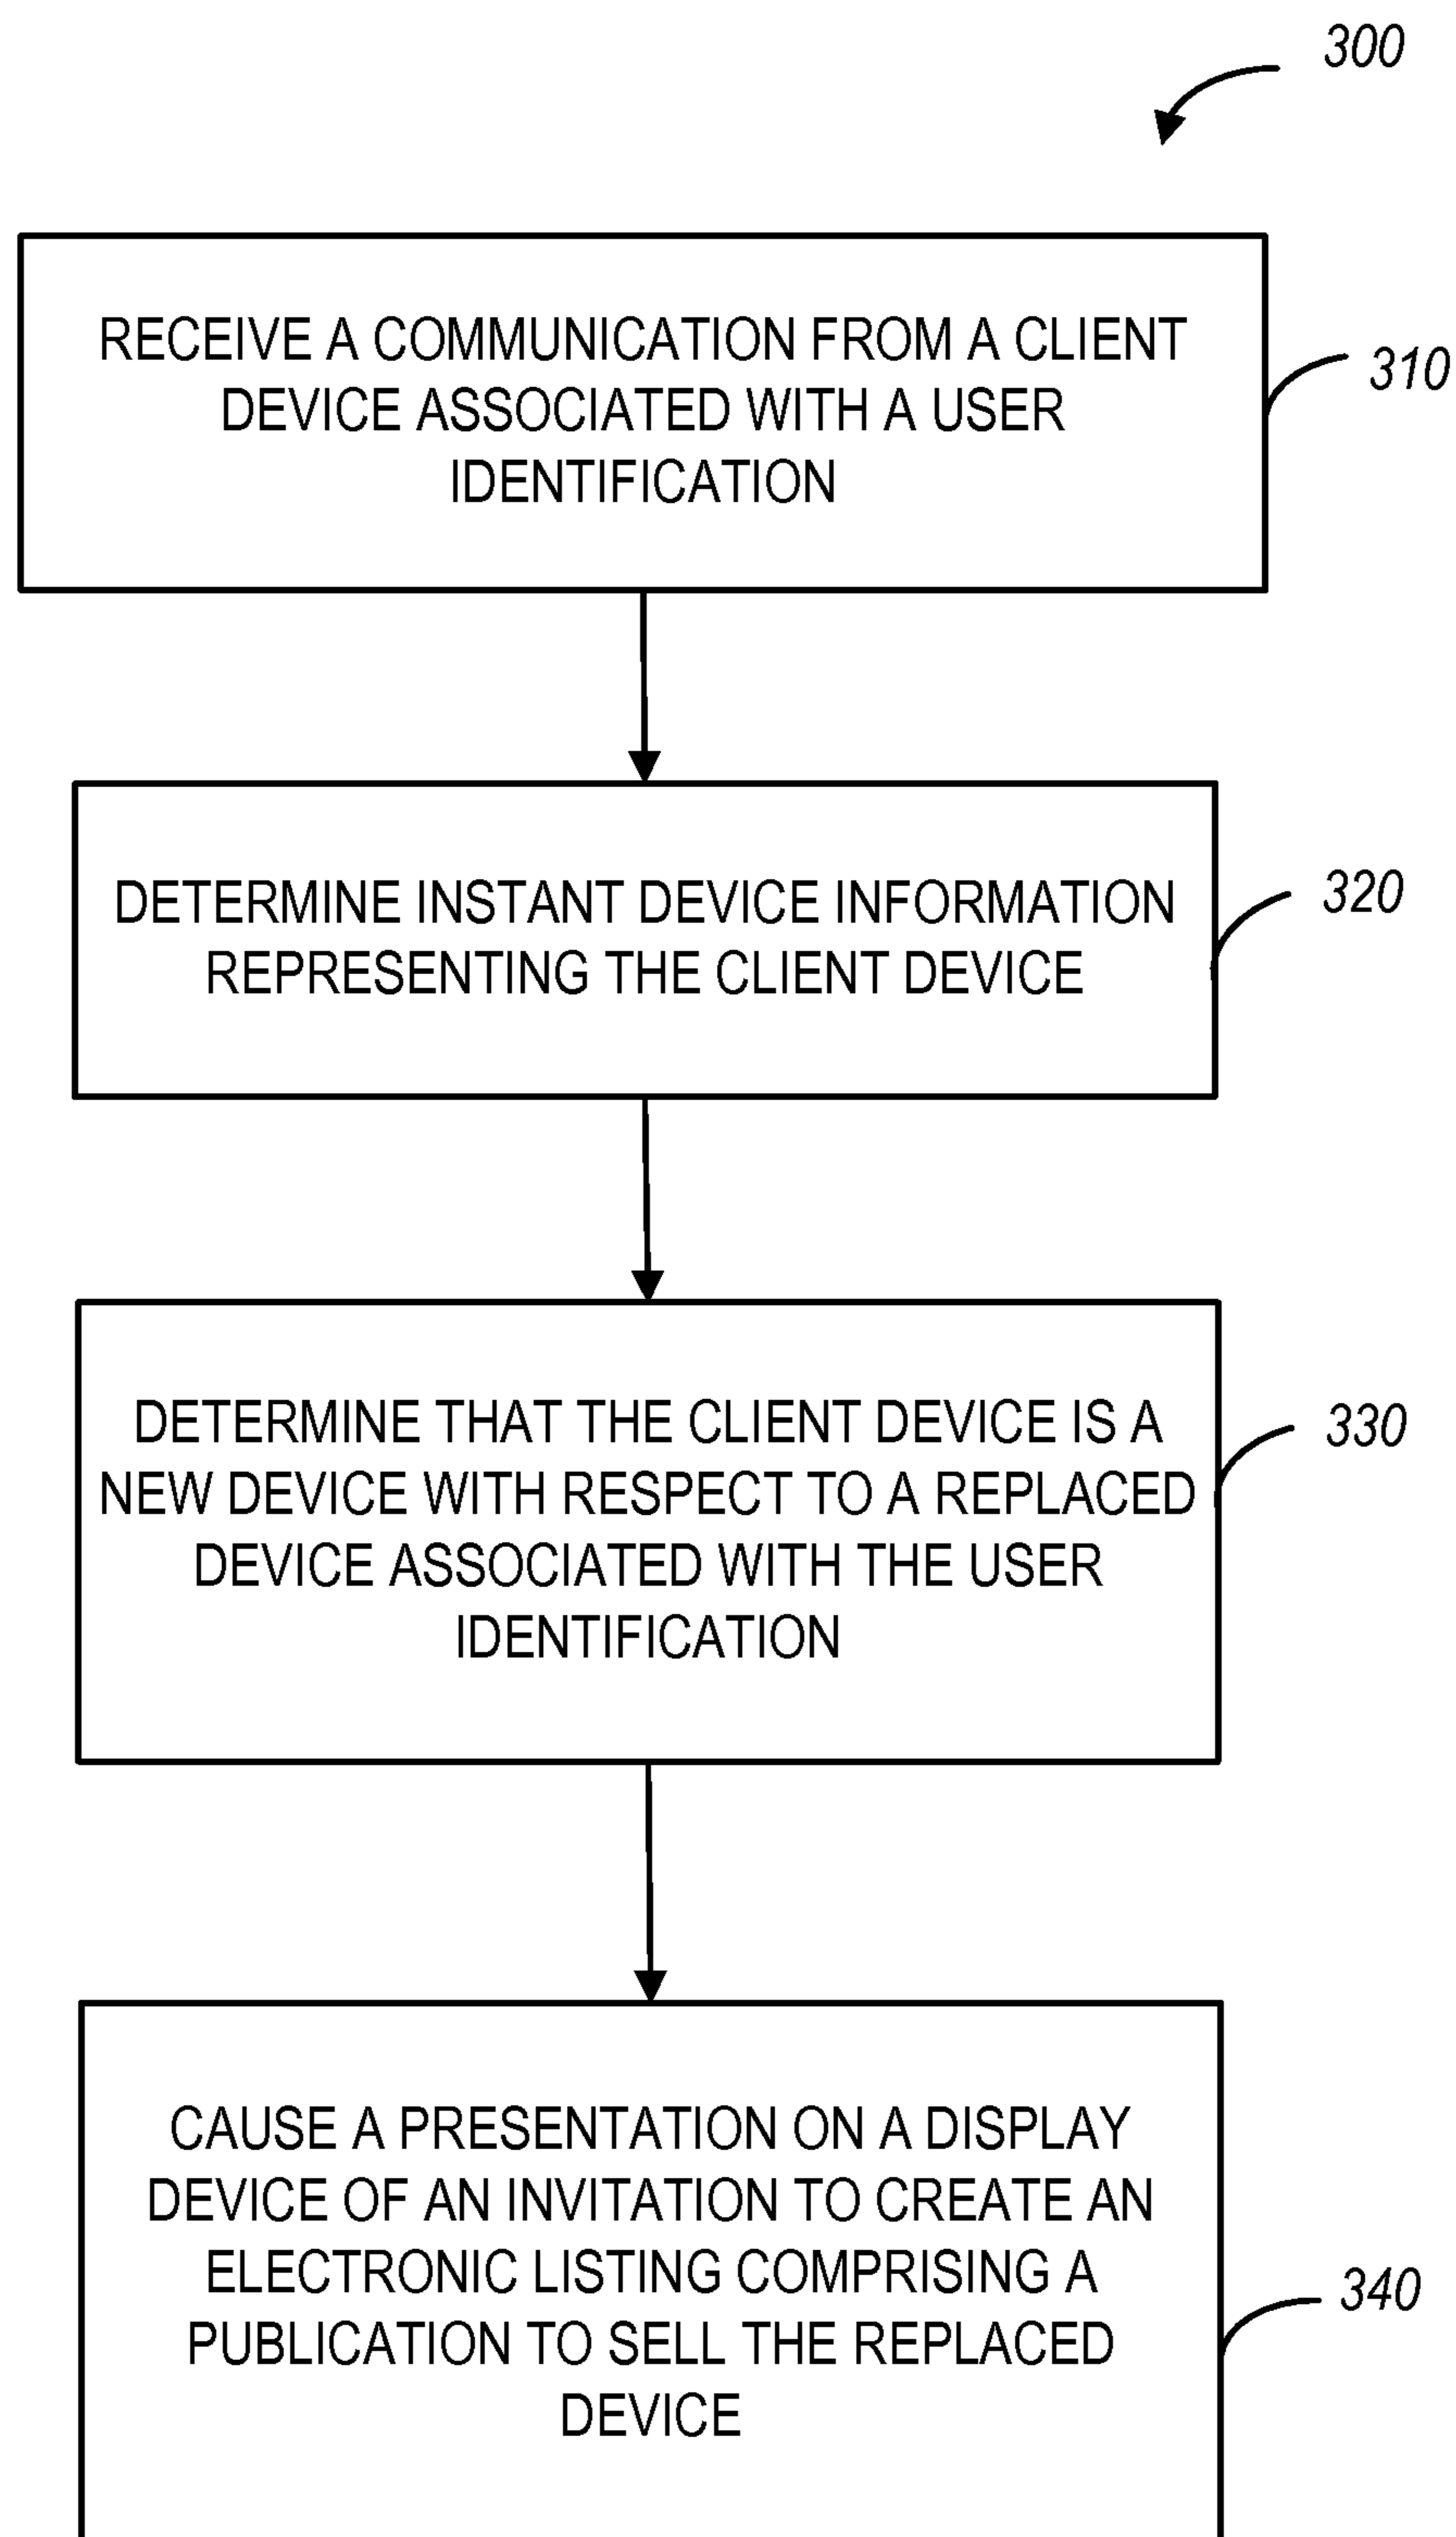 300
RECEIVE A COMMUNICATION FROM A CLIENT
DEVICE ASSOCIATED WITH A USER
IDENTIFICATION
310
DETERMINE INSTANT DEVICE INFORMATION
REPRESENTING THE CLIENT DEVICE
320
DETERMINE THAT THE CLIENT DEVICE IS A
NEW DEVICE WITH RESPECT TO A REPLACED
DEVICE ASSOCIATED WITH THE USER
IDENTIFICATION
330
CAUSE A PRESENTATION ON A DISPLAY
DEVICE OF AN INVITATION TO CREATE AN
ELECTRONIC LISTING COMPRISING A
PUBLICATION TO SELL THE REPLACED
DEVICE
340